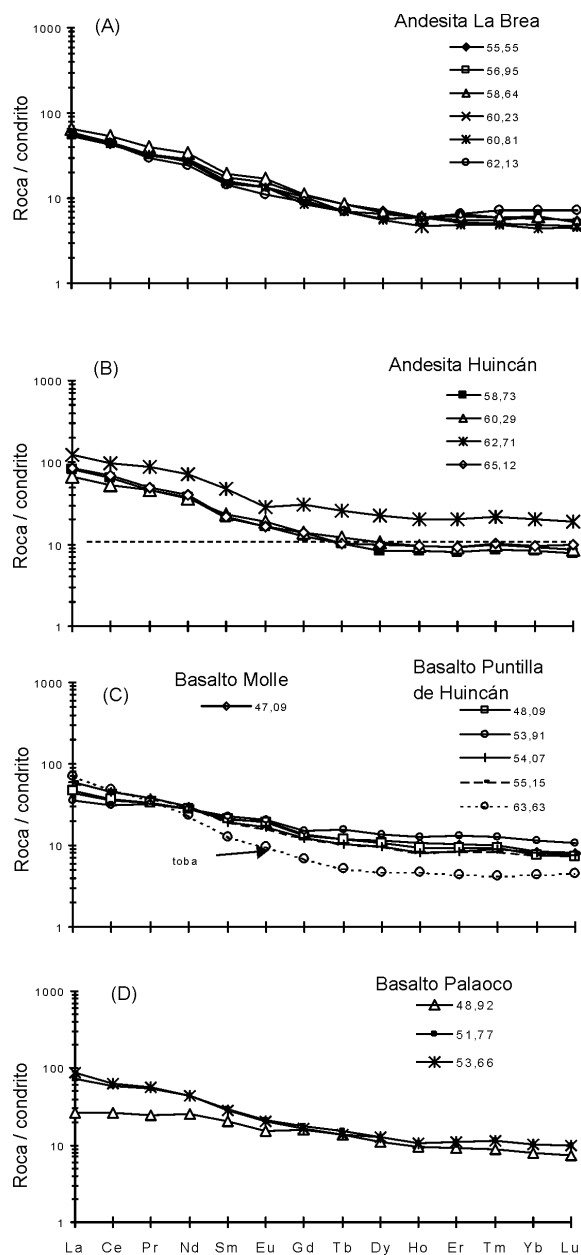 (A)
Andesita La Brea
55,55
56,95
58,64
60,23
60,81
62,13
Roca / condrito
1000
100
10
1
(B)
Andesita Huincán
58,73
60,29
62,71
65,12
Roca / condrito
1000
100
10
1
(C)
Basalto Molle
47,09
Basalto Puntilla
de Huincán
48,09
53,91
54,07
55,15
63,63
toba
Roca / condrito
1000
100
10
1
(D)
Basalto Palaoco
48,92
51,77
53,66
Roca / condrito
1000
100
10
1
La Ce Pr Nd Sm Eu Gd Tb Dy Ho Er Tm Yb Lu